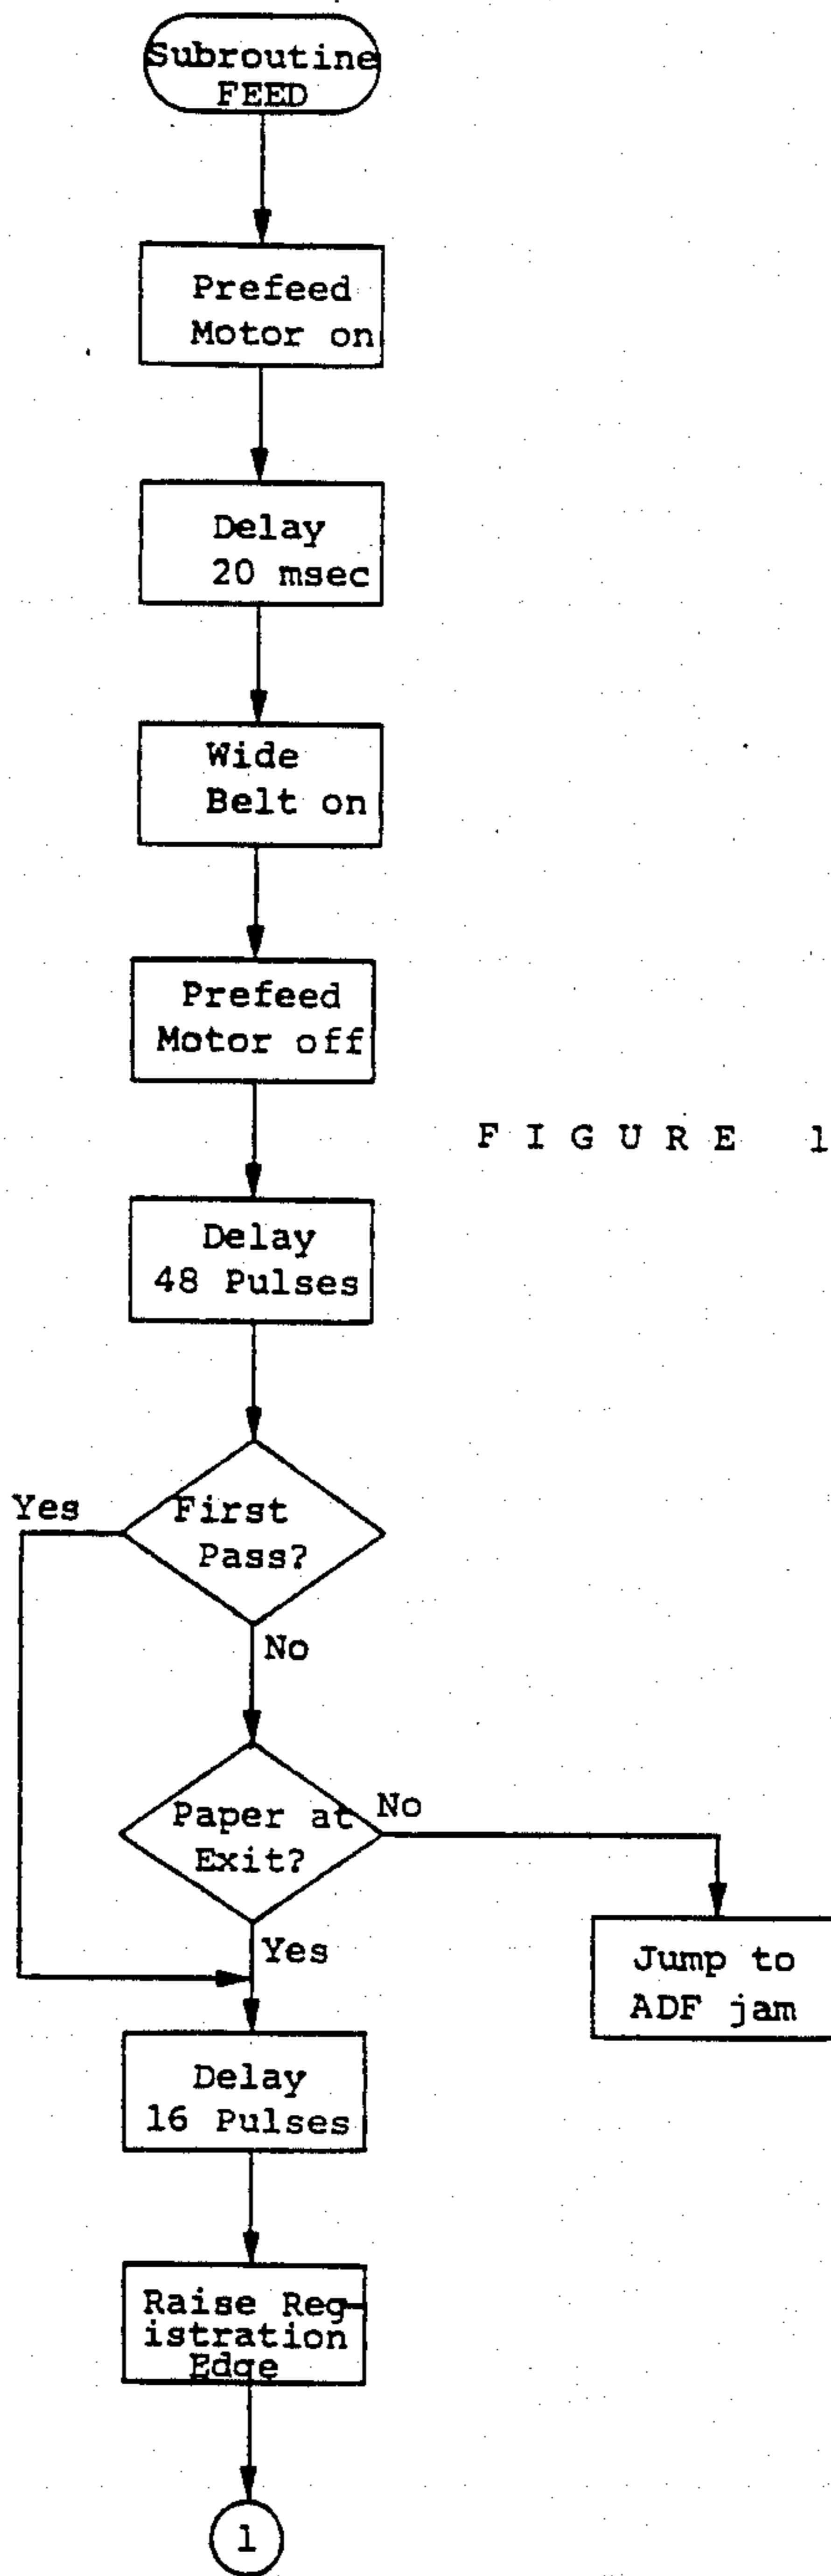 Subroutine
FEED
Prefeed
Motor on
Delay
20 msec
Wide
Belt on
Prefeed
Motor off
F I G U R E 1
Delay
48 Pulses
Yes
First
Pass?
No
Paper at
Exit?
No
Yes
Jump to
ADF jam
Delay
16 Pulses
Raise Reg-
istration
Edge
1